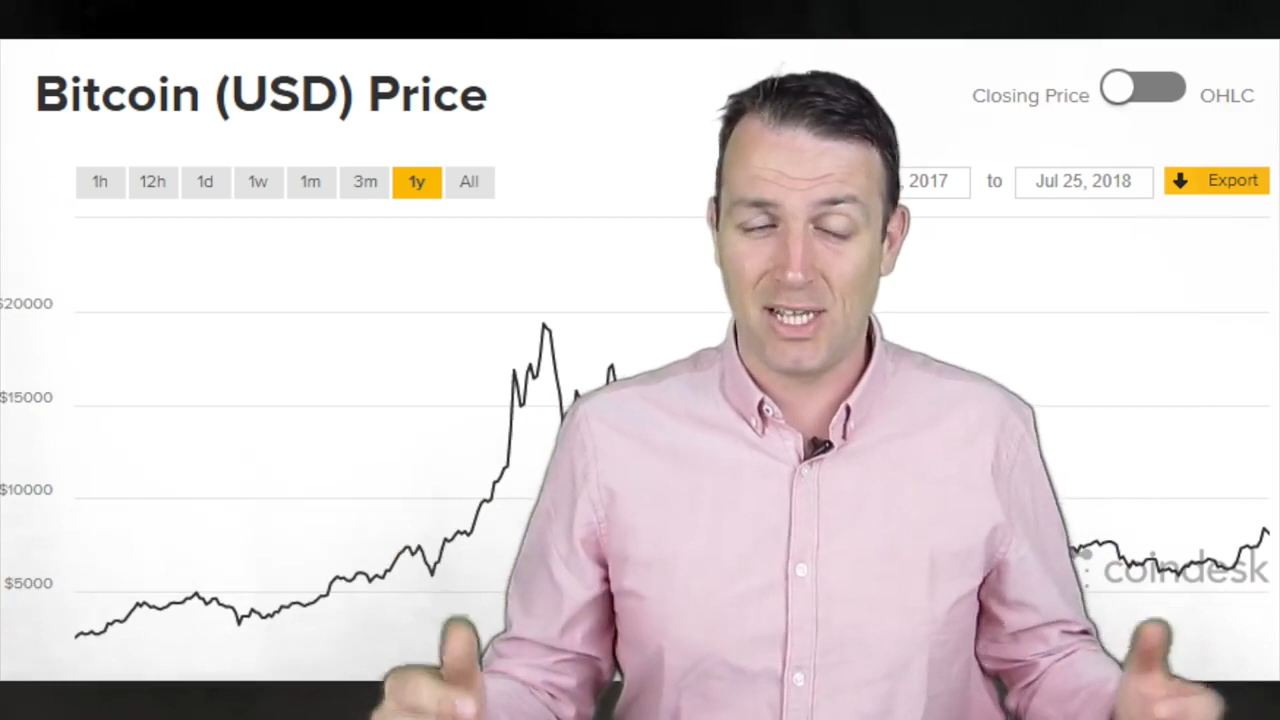 Bitcoin (USD) Price
Closing Price OHLC
1h 12h 1d 1w 1m 3m 1y All
, 2017 to Jul 25, 2018 Export
$20000
$15000
$10000
$5000
coindesk